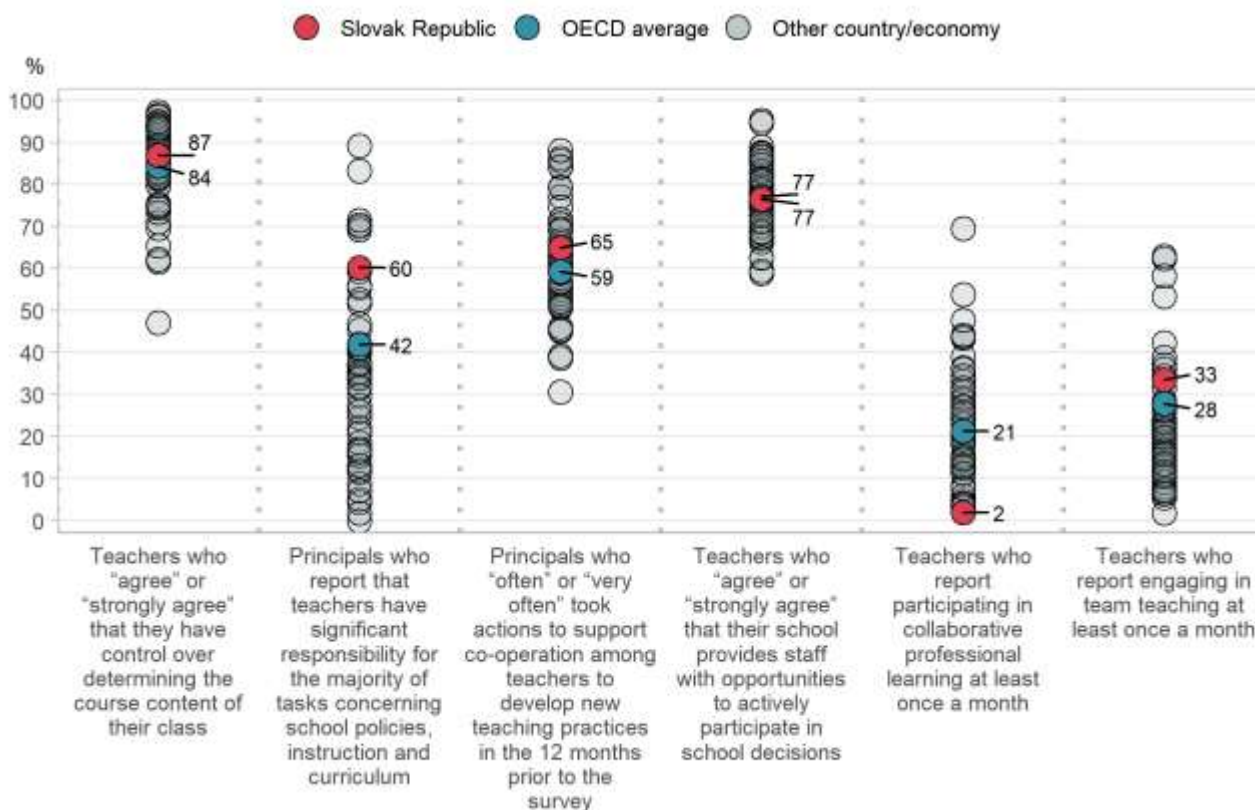 Slovak Republic OECD average Other country/economy
%
100
90
80
70
60
50
40
30
20
10
0
87
84
60
42
65
59
77
77
21
2
33
28
Teachers who
“agree” or
“strongly agree”
that they have
control over
determining the
course content of
their class
Principals who
report that
teachers have
significant
responsibility for
the majority of
tasks concerning
school policies,
instruction and
curriculum
Principals who
“often” or “very
often” took
actions to support
co-operation among
teachers to
develop new
teaching practices
in the 12 months
prior to the
survey
Teachers who
“agree” or
“strongly agree”
that their school
provides staff
with opportunities
to actively
participate in
school decisions
Teachers who
report
participating in
collaborative
professional
learning at least
once a month
Teachers who
report engaging in
team teaching at
least once a month